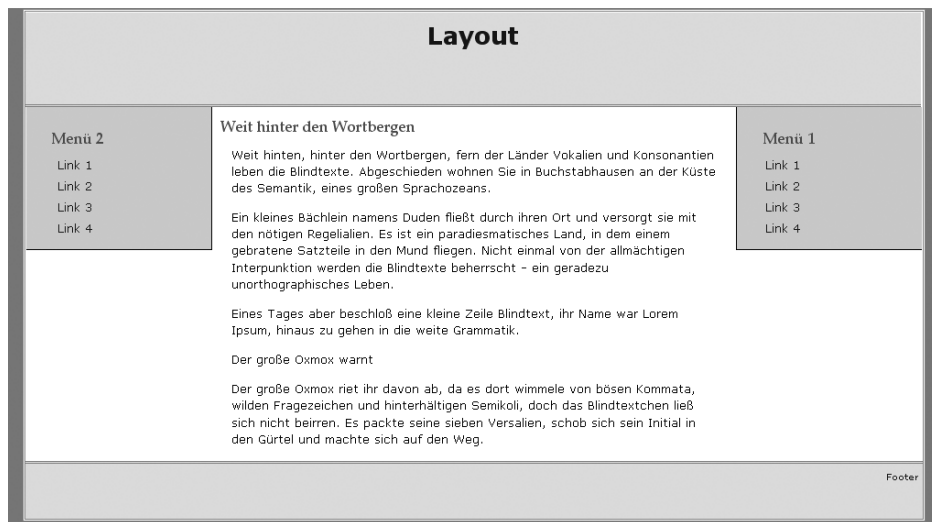 Layout
Menü 2
Link 1
Link 2
Link 3
Link 4
Weit hinter den Wortbergen
Weit hinten, hinter den Wortbergen, fern der Länder Vokalien und Konsonantien
leben die Blindtexte. Abgeschieden wohnen Sie in Buchstabhausen an der Küste
des Semantik, eines großen Sprachozeans.
Ein kleines Bächlein namens Duden fließt durch ihren Ort und versorgt sie mit
den nötigen Regelialien. Es ist ein paradiesmatisches Land, in dem einem
gebratene Satzteile in den Mund fliegen. Nicht einmal von der allmächtigen
Interpunktion werden die Blindtexte beherrscht – ein geradezu
unorthographisches Leben.
Eines Tages aber beschloß eine kleine Zeile Blindtext, ihr Name war Lorem
Ipsum, hinaus zu gehen in die weite Grammatik.
Der große Oxmox warnt
Der große Oxmox riet ihr davon ab, da es dort wimmele von bösen Kommata,
wilden Fragezeichen und hinterhältigen Semikoli, doch das Blindtextchen ließ
sich nicht beirren. Es packte seine sieben Versalien, schob sich sein Initial in
den Gürtel und machte sich auf den Weg.
Menü 1
Link 1
Link 2
Link 3
Link 4
Footer